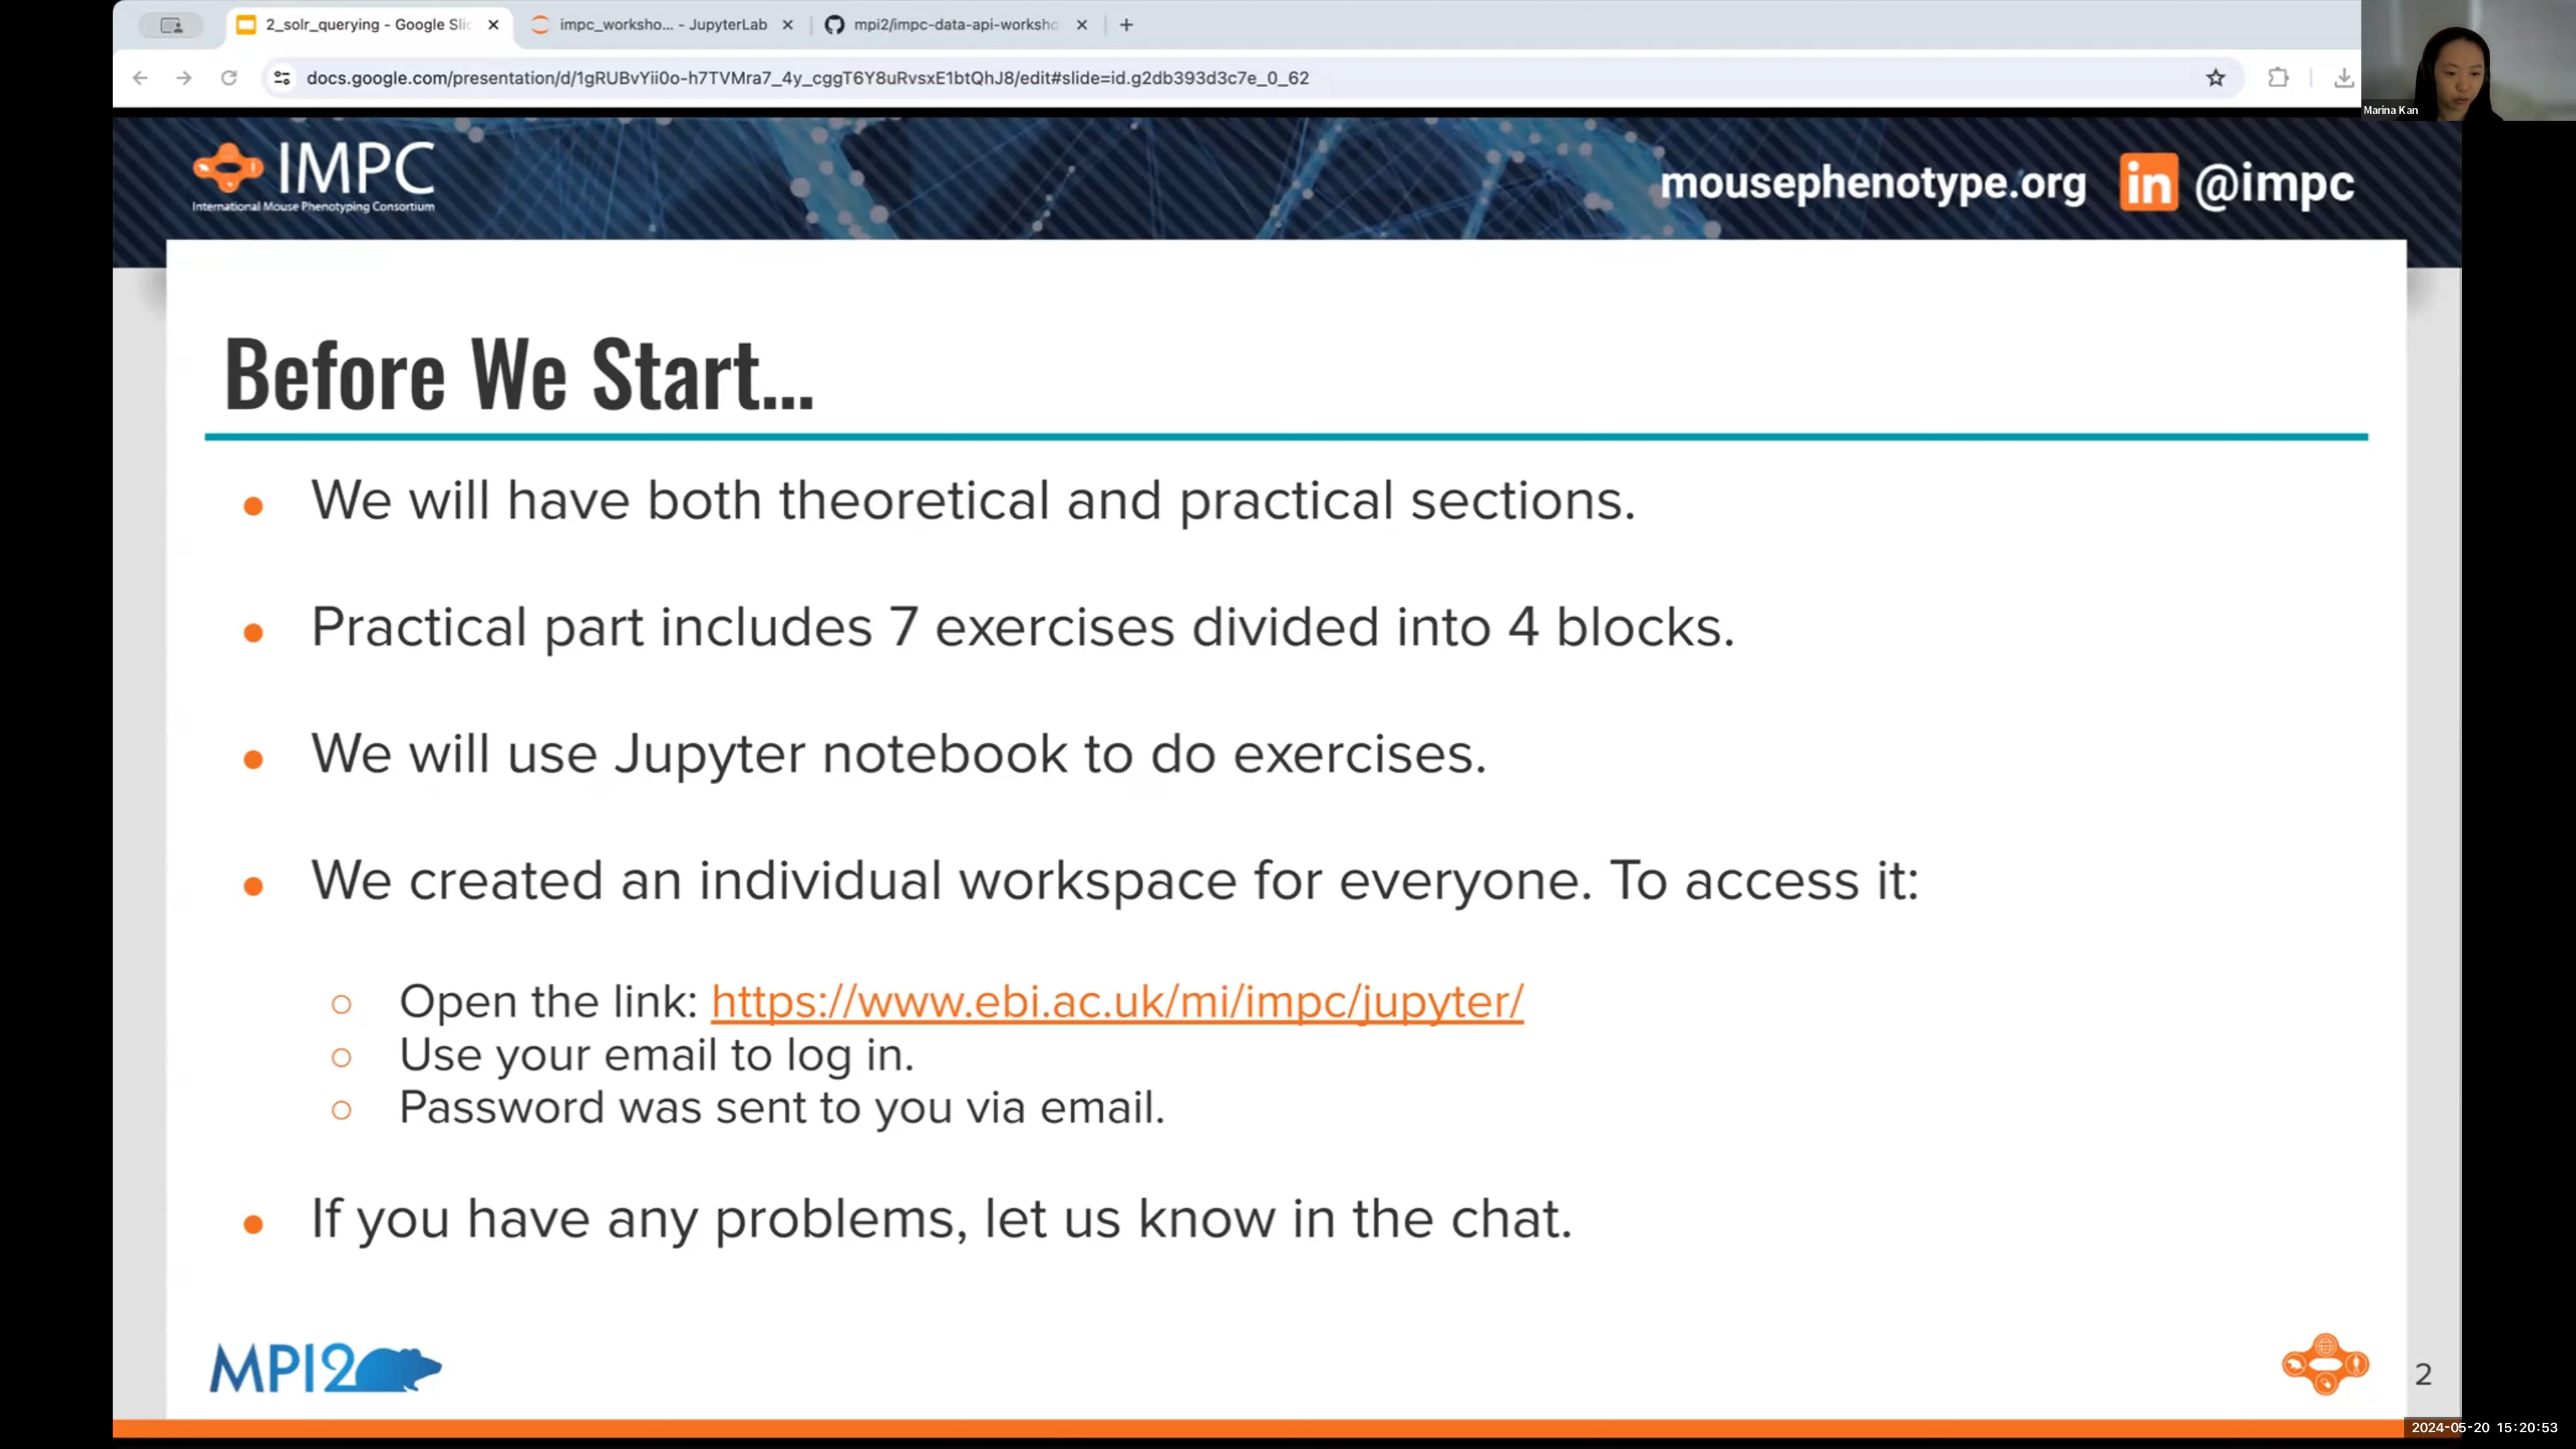 2_solr_querying - Google Slic
impc_worksho... - JupyterLab
mpi2/impc-data-api-worksho
docs.google.com/presentation/d/1gRUBvYii0o-h7TVMra7_4y_cggT6Y8uRvsxE1btQhJ8/edit#slide=id.g2db393d3c7e_0_62
Marina Kan
IMPC
International Mouse Phenotyping Consortium
mousephenotype.org in @impc
Before We Start...
● We will have both theoretical and practical sections.
● Practical part includes 7 exercises divided into 4 blocks.
● We will use Jupyter notebook to do exercises.
● We created an individual workspace for everyone. To access it:
○ Open the link: https://www.ebi.ac.uk/mi/impc/jupyter/
○ Use your email to log in.
○ Password was sent to you via email.
● If you have any problems, let us know in the chat.
MPI2
2
2024-05-20 15:20:53